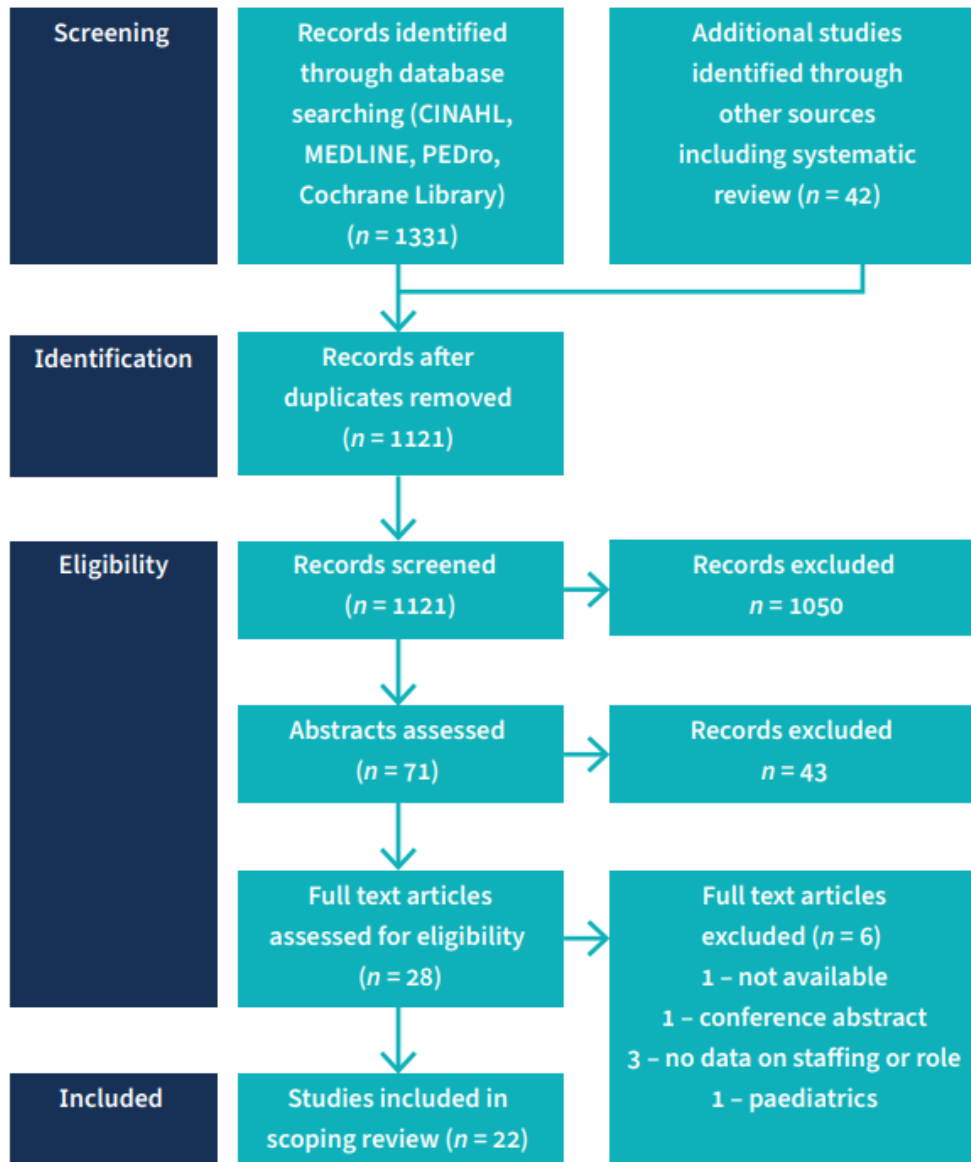 Screening
Records identified
through database
searching (CINAHL,
MEDLINE, PEDro,
Cochrane Library)
(n = 1331)
Additional studies
identified through
other sources
including systematic
review (n = 42)
Identification
Records after
duplicates removed
(n = 1121)
Eligibility
Records screened
(n = 1121)
Records excluded
n = 1050
Abstracts assessed
(n = 71)
Records excluded
n = 43
Full text articles
assessed for eligibility
(n = 28)
Full text articles
excluded (n = 6)
1 – not available
1 – conference abstract
3 – no data on staffing or role
1 – paediatrics
Included
Studies included in
scoping review (n = 22)